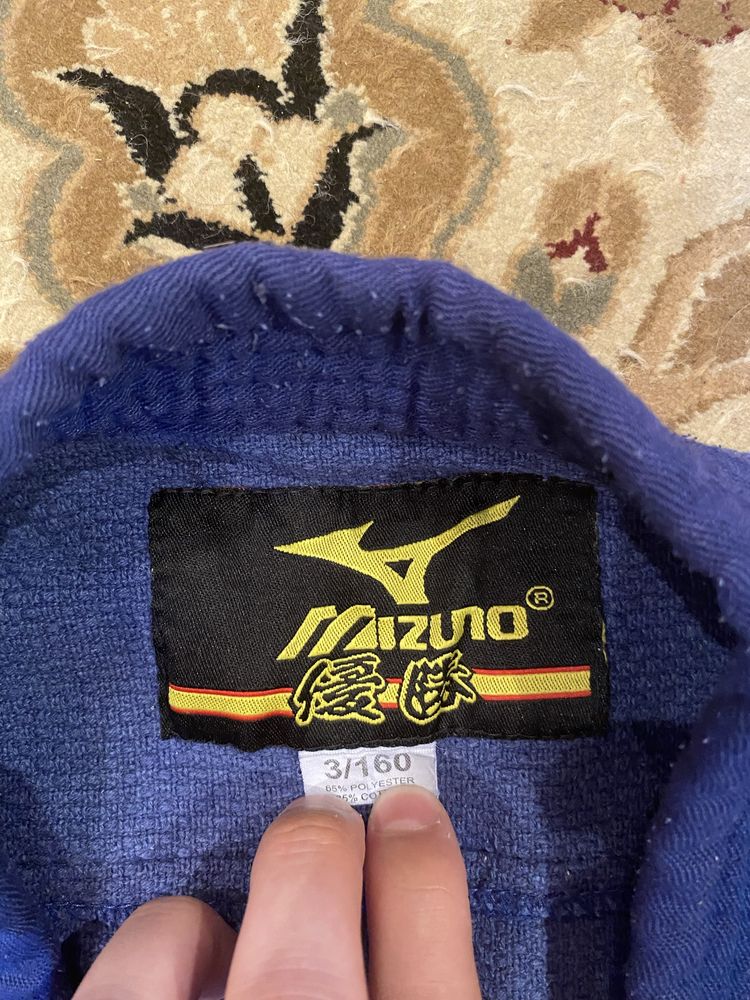 Mizuno®
優勝
3/160
65% POLYESTER